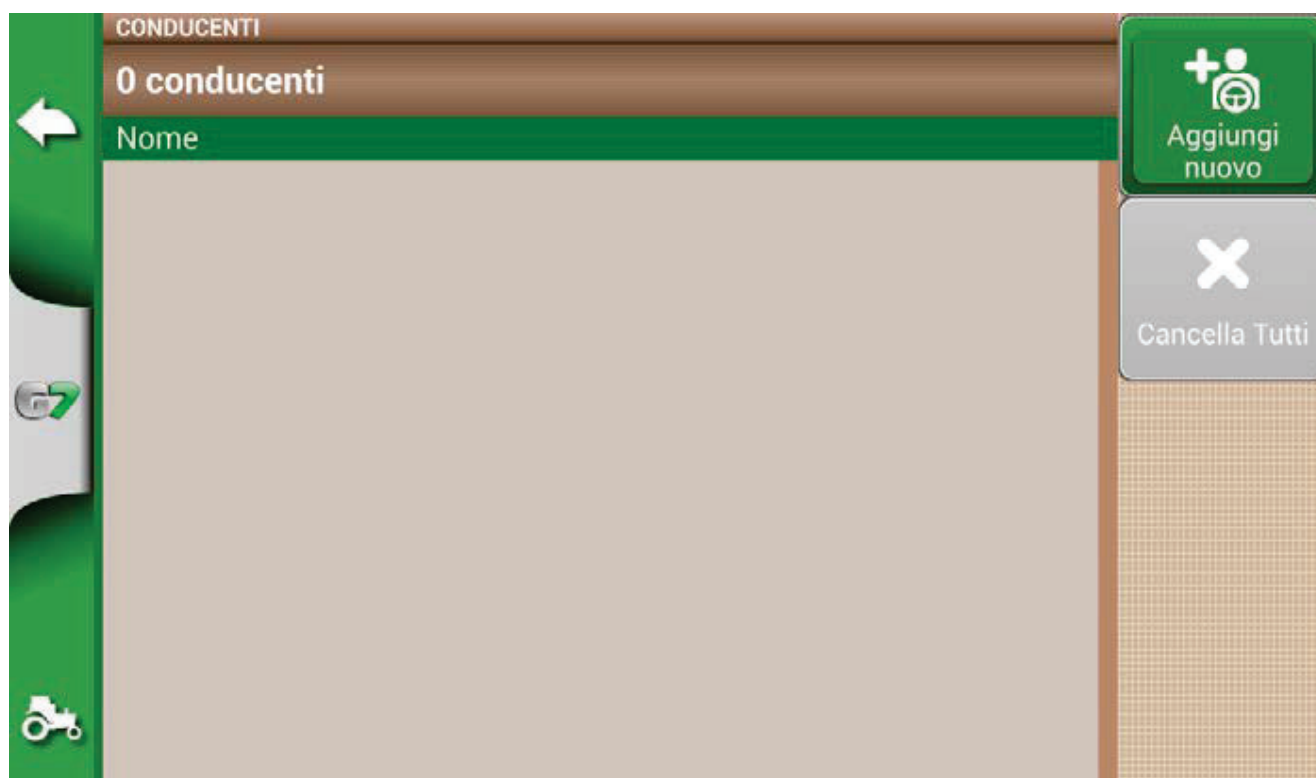 CONDUCENTI
0 conducenti
Nome
Aggiungi
nuovo
Cancella Tutti
G7